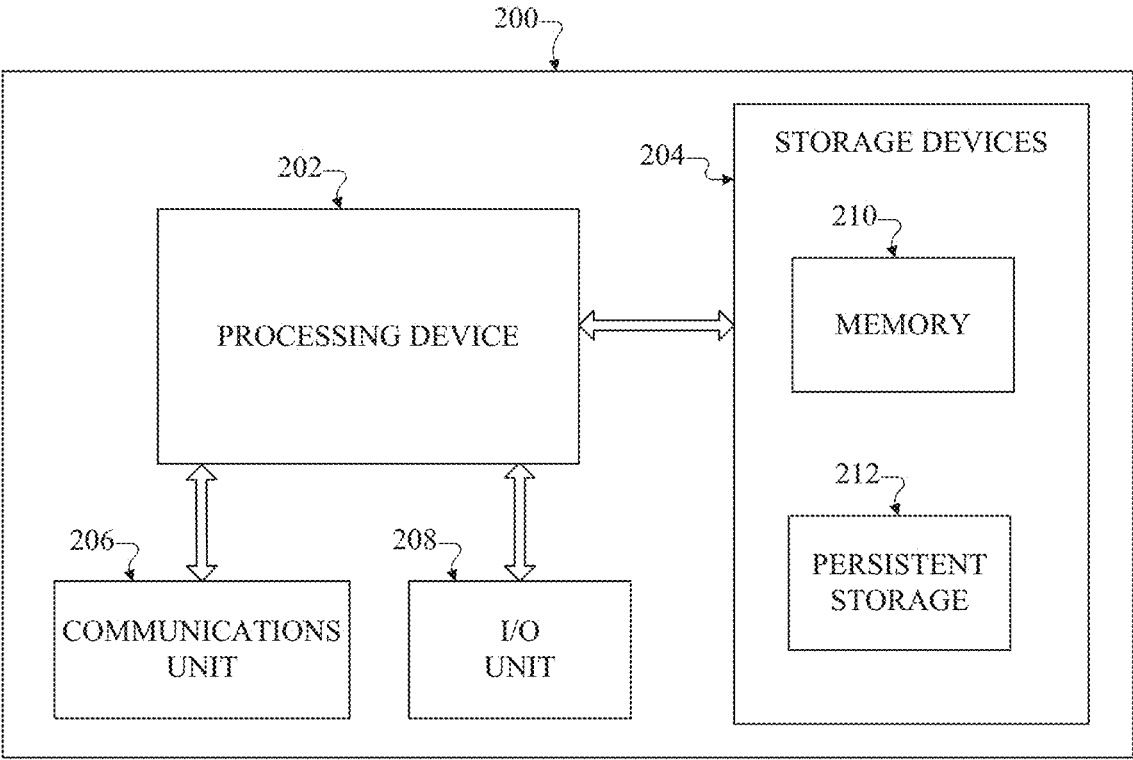 200
STORAGE DEVICES
204
202
210
PROCESSING DEVICE
MEMORY
212
PERSISTENT
STORAGE
206
208
COMMUNICATIONS
UNIT
I/O
UNIT